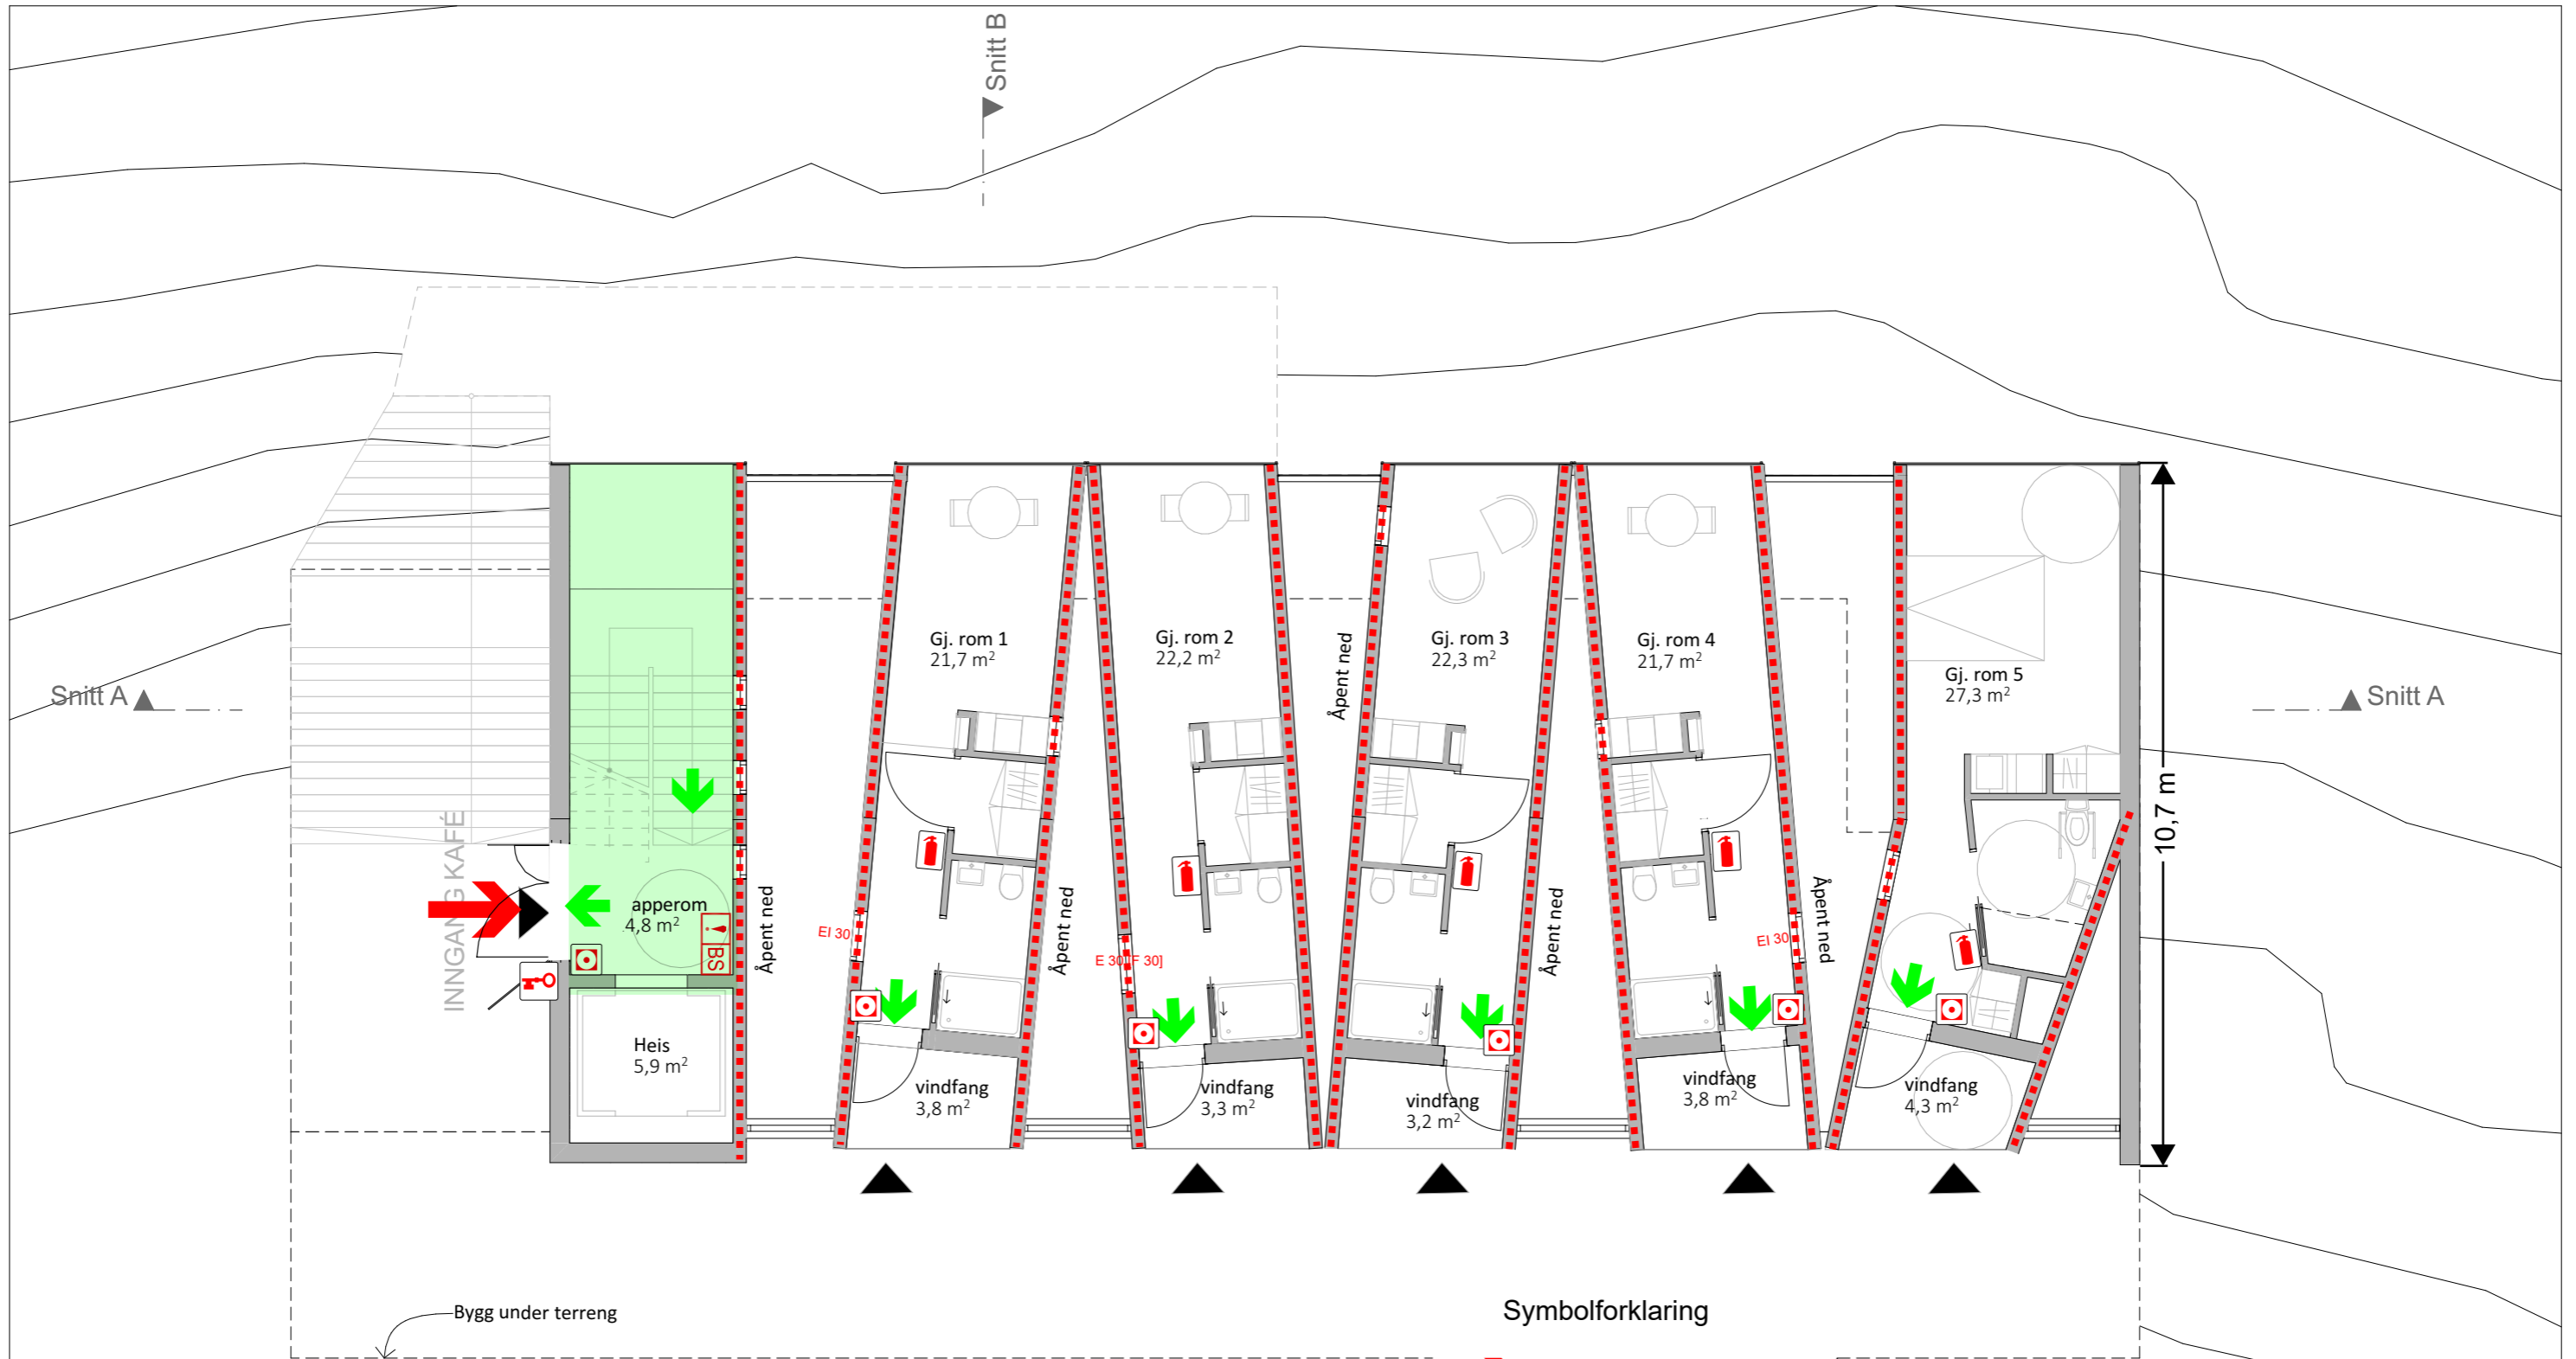 Snitt B
Gj. rom 1
21,7 m²
Gj. rom 2
22,2 m²
Gj. rom 3
22,3 m²
Gj. rom 4
21,7 m²
Gj. rom 5
27,3 m²
Åpent ned
Snitt A
Snitt A
10,7 m
INNGANG KAFÉ
apperom
4,8 m²
BS
Åpent ned
EI 30
Åpent ned
E 30 [F 30]
Åpent ned
EI 30
Åpent ned
Heis
5,9 m²
vindfang
3,8 m²
vindfang
3,3 m²
vindfang
3,2 m²
vindfang
3,8 m²
vindfang
4,3 m²
Bygg under terreng
Symbolforklaring